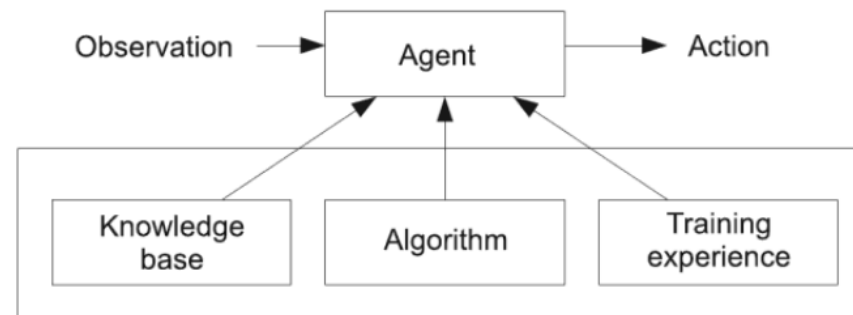 Observation
Agent
Action
Knowledge
base
Algorithm
Training
experience